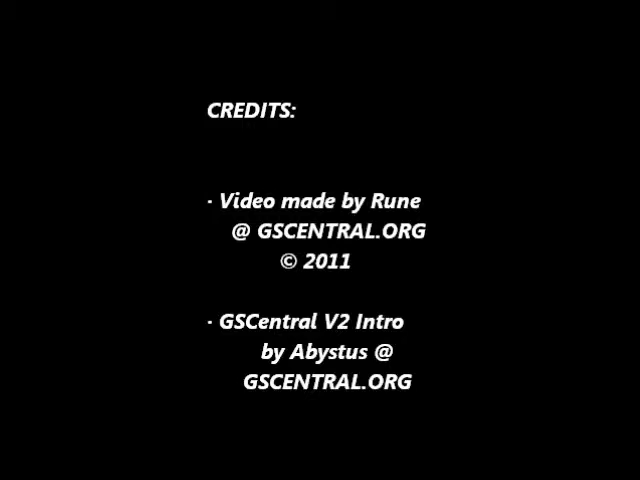 CREDITS:
· Video made by Rune
@ GSCENTRAL.ORG
© 2011
· GSCentral V2 Intro
by Abystus @
GSCENTRAL.ORG